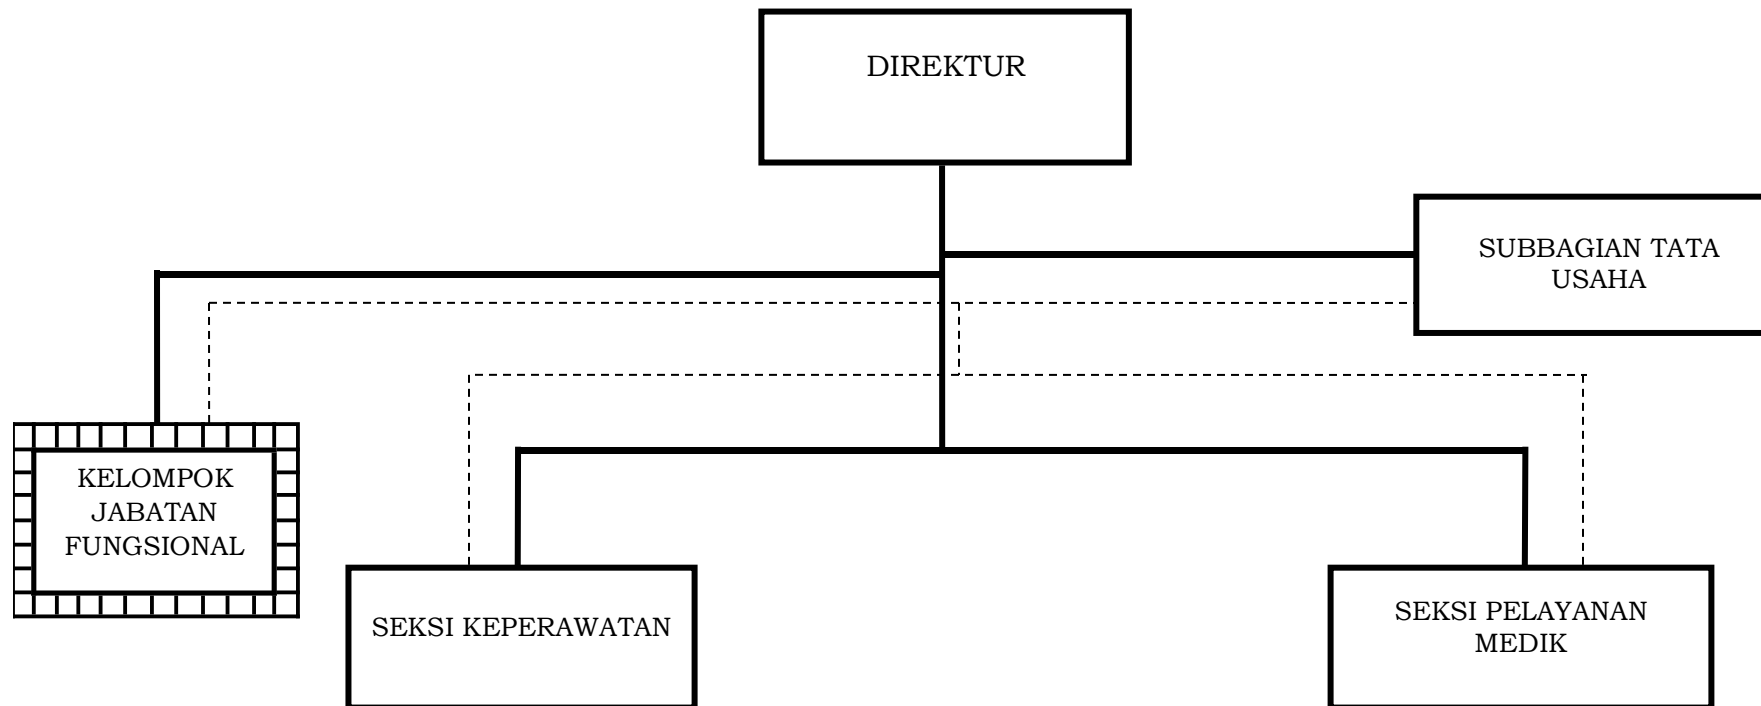 DIREKTUR
SUBBAGIAN TATA
USAHA
KELOMPOK
JABATAN
FUNGSIONAL
SEKSI KEPERAWATAN
SEKSI PELAYANAN
MEDIK